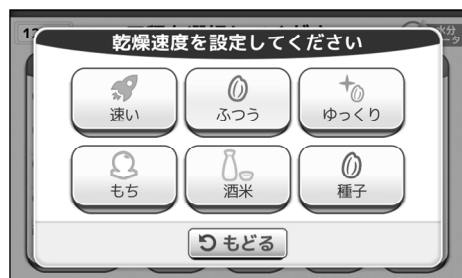 乾燥速度を設定してください
速い
ふつう
ゆっくり
もち
酒米
種子
もどる